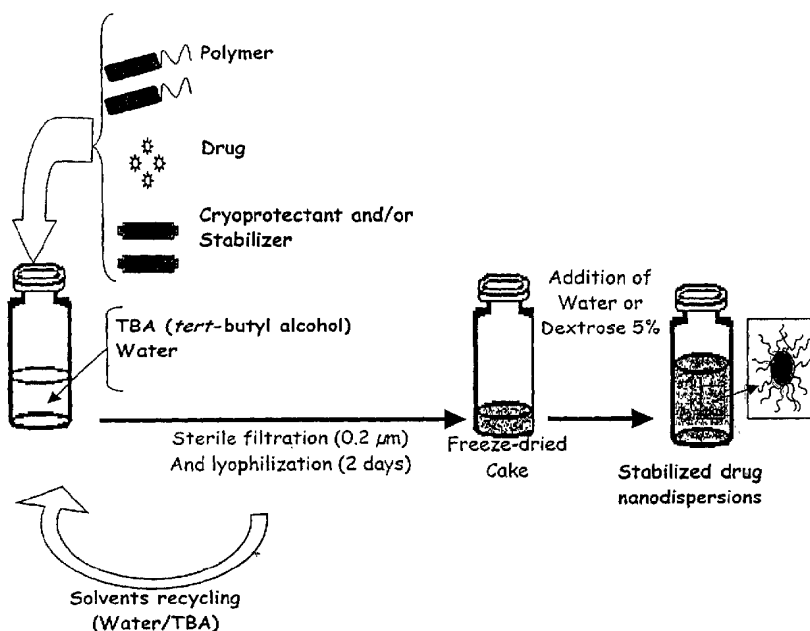 Polymer
Drug
Cryoprotectant and/or
Stabilizer
TBA (tert-butyl alcohol)
Water
Sterile filtration (0.2 µm)
And lyophilization (2 days)
Freeze-dried
Cake
Addition of
Water or
Dextrose 5%
Stabilized drug
nanodispersions
Solvents recycling
(Water/TBA)